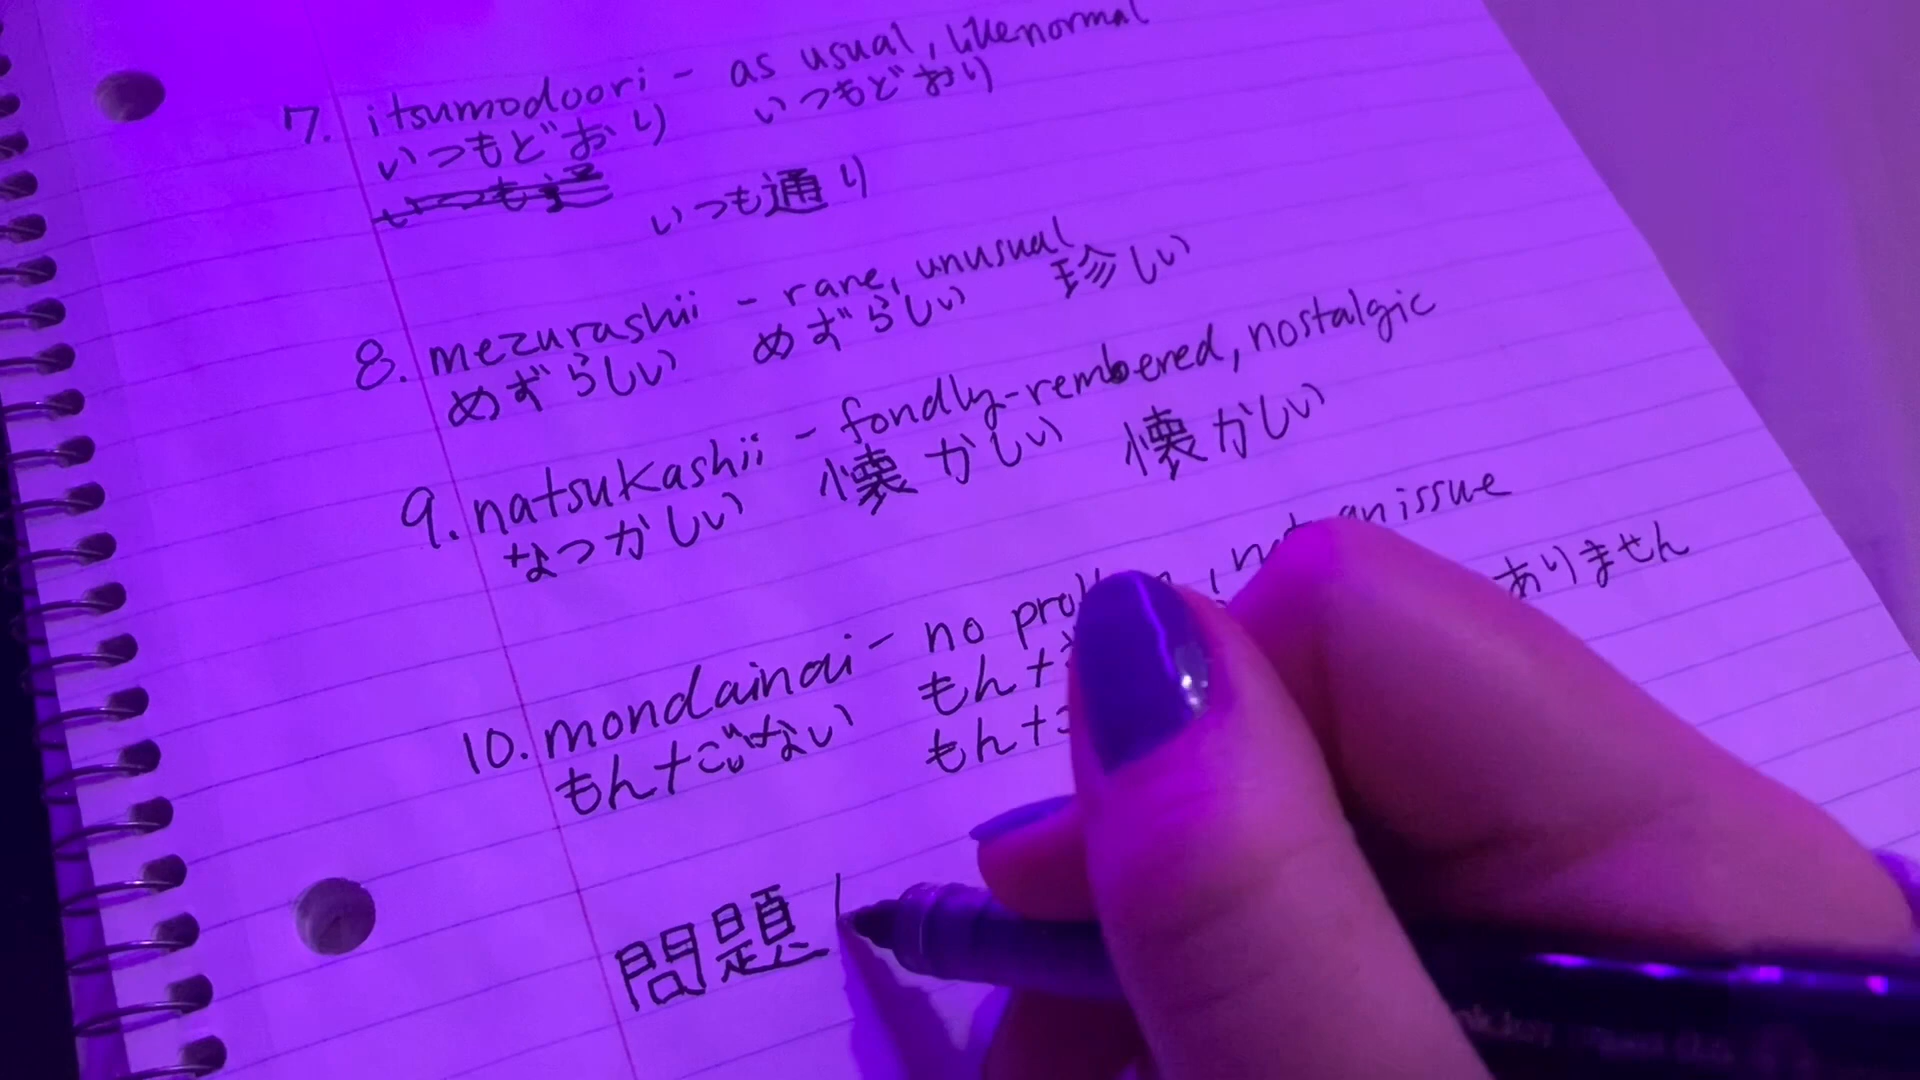 7. itsumodoori - as usual, like normal
いつもどおり いつもどおり
いつも通り
8. mezurashii - rare, unusual
めずらしい めずらしい 珍しい
9. natsukashii - fondly-rembered, nostalgic
なつかしい 懐かしい 懐かしい
10. mondainai - no an issue
もんだいない もん ありません
もん
問題